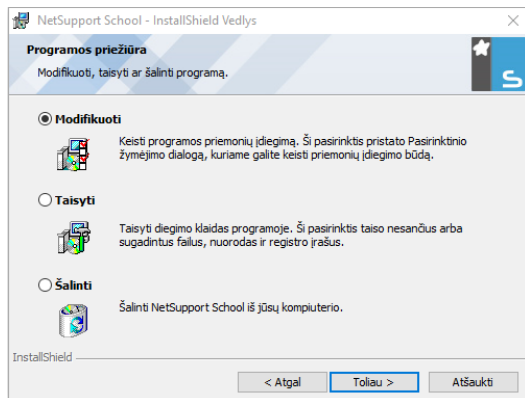 NetSupport School - InstallShield Vedlys
Programos priežiūra
Modifikuoti, taisyti ar šalinti programą.
S
Modifikuoti
Keisti programos priemonių įdiegimą. Ši pasirinktis pristato Pasirinktinio
žymėjimo dialogą, kuriame galite keisti priemonių įdiegimo būdą.
Taisyti
Taisyti diegimo klaidas programoje. Ši pasirinktis taiso nesančius arba
sugadintus failus, nuorodas ir registro įrašus.
Šalinti
Šalinti NetSupport School iš jūsų kompiuterio.
InstallShield
< Atgal
Toliau >
Atšaukti